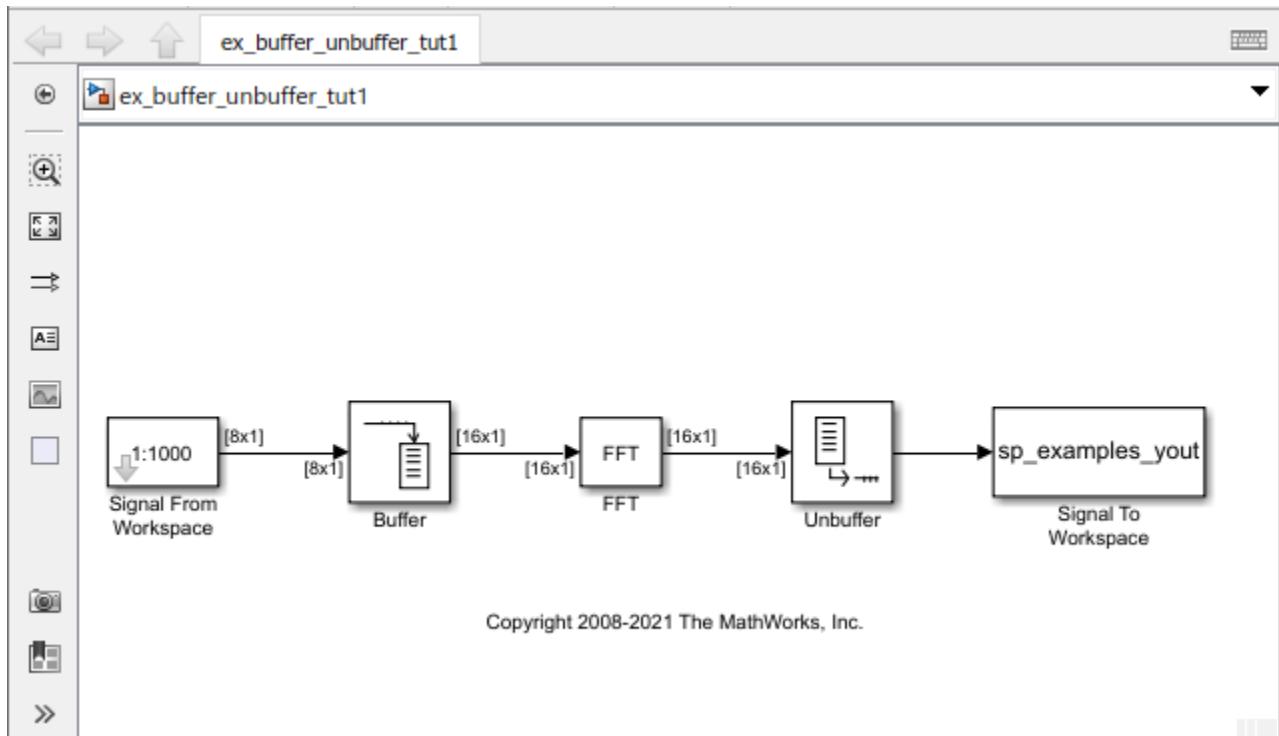 ex_buffer_unbuffer_tut1
ex_buffer_unbuffer_tut1
A
1:1000
[8x1]
[8x1]
[16x1]
[16x1]
FFT
[16x1]
[16x1]
sp_examples_yout
Signal From
Workspace
Buffer
FFT
Unbuffer
Signal To
Workspace
Copyright 2008-2021 The MathWorks, Inc.